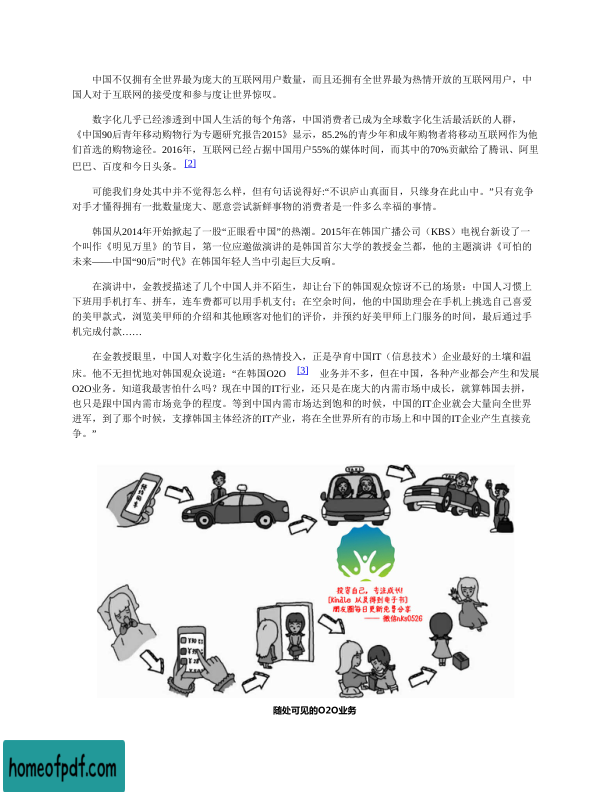 中国不仅拥有全世界最为庞大的互联网用户数量，而且还拥有全世界最为热情开放的互联网用户，中
国人对于互联网的接受度和参与度让世界惊叹。
数字化几乎已经渗透到中国人生活的每个角落，中国消费者已成为全球数字化生活最活跃的人群，
《中国90后青年移动购物行为专题研究报告2015》显示，85.2%的青少年和成年购物者将移动互联网作为他
们首选的购物途径。2016年，互联网已经占据中国用户55%的媒体时间，而其中的70%贡献给了腾讯、阿里
巴巴、百度和今日头条。 [2]
可能我们身处其中并不觉得怎么样，但有句话说得好:“不识庐山真面目，只缘身在此山中。”只有竞争
对手才懂得拥有一批数量庞大、愿意尝试新鲜事物的消费者是一件多么幸福的事情。
韩国从2014年开始掀起了一股“正眼看中国”的热潮。2015年在韩国广播公司（KBS）电视台新设了一
个叫作《明见万里》的节目，第一位应邀做演讲的是韩国首尔大学的教授金兰都，他的主题演讲《可怕的
未来——中国“90后”时代》在韩国年轻人当中引起巨大反响。
在演讲中，金教授描述了几个中国人并不陌生，却让台下的韩国观众惊讶不已的场景：中国人习惯上
下班用手机打车、拼车，连车费都可以用手机支付；在空余时间，他的中国助理会在手机上挑选自己喜爱
的美甲款式，浏览美甲师的介绍和其他顾客对他们的评价，并预约好美甲师上门服务的时间，最后通过手
机完成付款……
在金教授眼里，中国人对数字化生活的热情投入，正是孕育中国IT（信息技术）企业最好的土壤和温
床。他不无担忧地对韩国观众说道：“在韩国O2O [3] 业务并不多，但在中国，各种产业都会产生和发展
O2O业务。知道我最害怕什么吗？现在中国的IT行业，还只是在庞大的内需市场中成长，就算韩国去拼，
也只是跟中国内需市场竞争的程度。等到中国内需市场达到饱和的时候，中国的IT企业就会大量向全世界
进军，到了那个时候，支撑韩国主体经济的IT产业，将在全世界所有的市场上和中国的IT企业产生直接竞
争。”
投资自己，专注成长!
[Kindle 从
得到电子书]
朋友圈每日更新免费分享
—— 微信nks0526
随处可见的O2O业务
homeofpdf.com